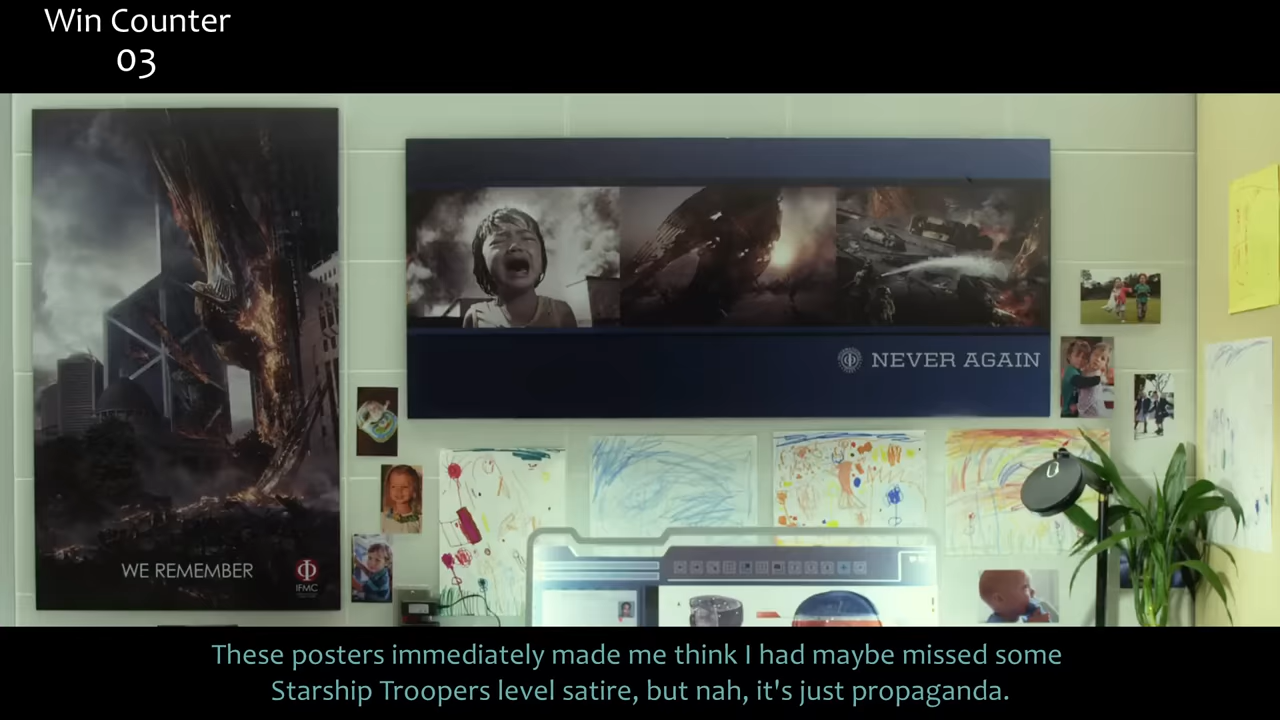 Win Counter
03
WE REMEMBER
IFMC
NEVER AGAIN
These posters immediately made me think I had maybe missed some
Starship Troopers level satire, but nah, it's just propaganda.